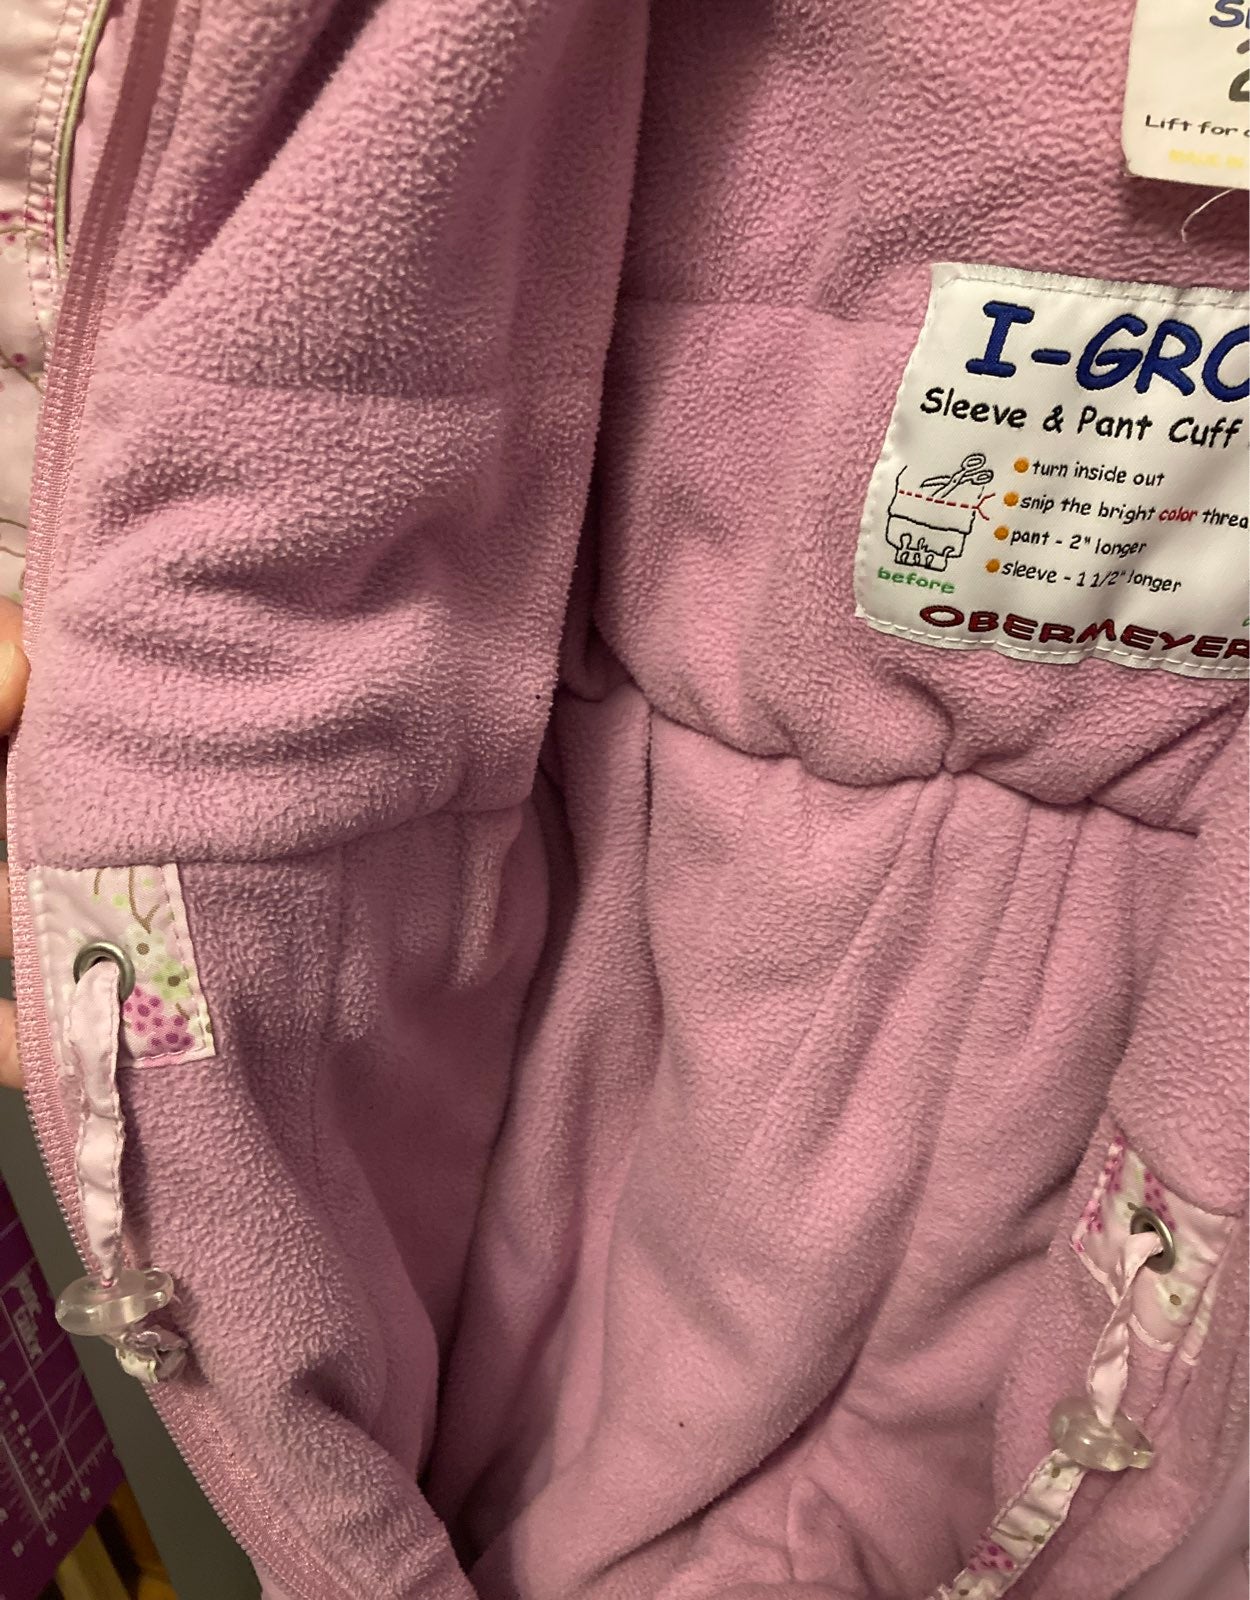 Lift for
I-GRO
Sleeve & Pant Cuff
turn inside out
snip the bright color threa
pant - 2" longer
sleeve - 1 1/2" longer
before
OBERMEYER